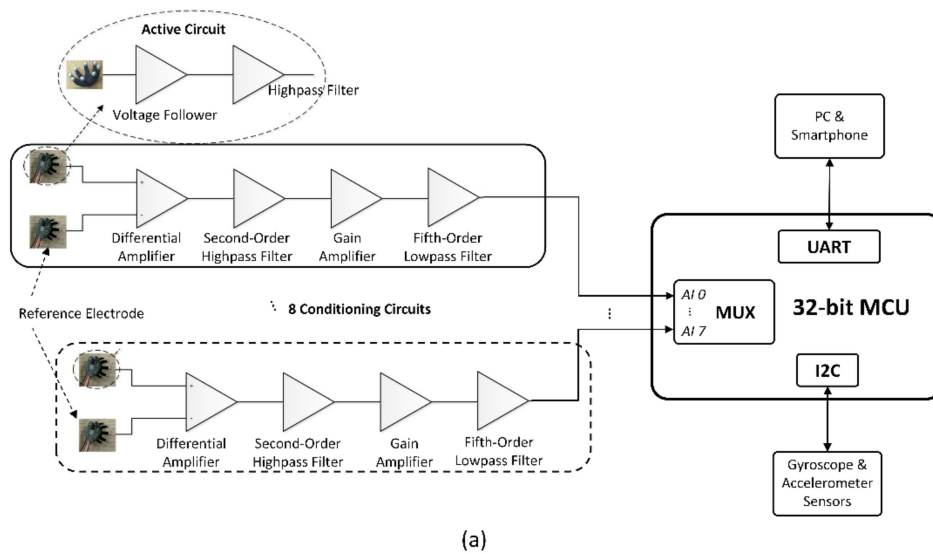 Active Circuit
Highpass Filter
Voltage Follower
PC &
Smartphone
+
-
Differential
Amplifier
Second-Order
Highpass Filter
Gain
Amplifier
Fifth-Order
Lowpass Filter
UART
Reference Electrode
⋱ 8 Conditioning Circuits
⋮
AI 0
⋮
AI 7
MUX
32-bit MCU
I2C
+
-
Differential
Amplifier
Second-Order
Highpass Filter
Gain
Amplifier
Fifth-Order
Lowpass Filter
Gyroscope &
Accelerometer
Sensors
(a)